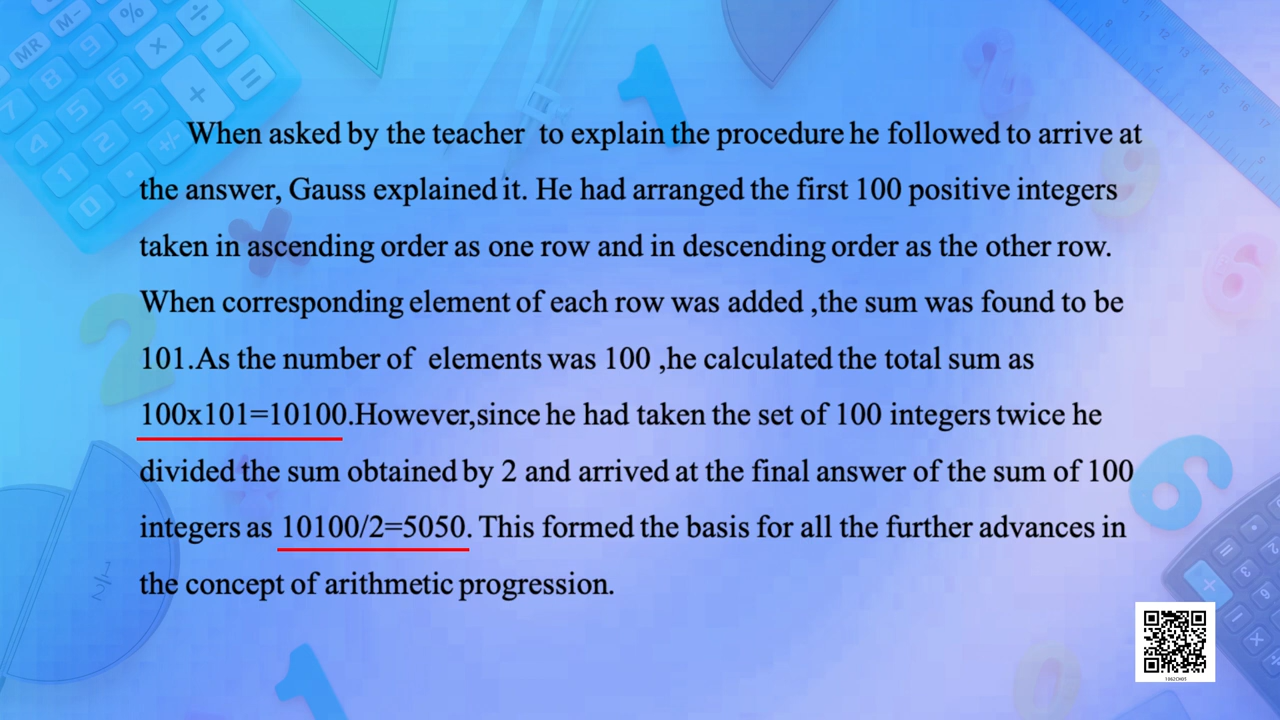 When asked by the teacher to explain the procedure he followed to arrive at
the answer, Gauss explained it. He had arranged the first 100 positive integers
taken in ascending order as one row and in descending order as the other row.
When corresponding element of each row was added ,the sum was found to be
101.As the number of elements was 100 ,he calculated the total sum as
100x101=10100.However,since he had taken the set of 100 integers twice he
divided the sum obtained by 2 and arrived at the final answer of the sum of 100
integers as 10100/2=5050. This formed the basis for all the further advances in
the concept of arithmetic progression.
1062CH05